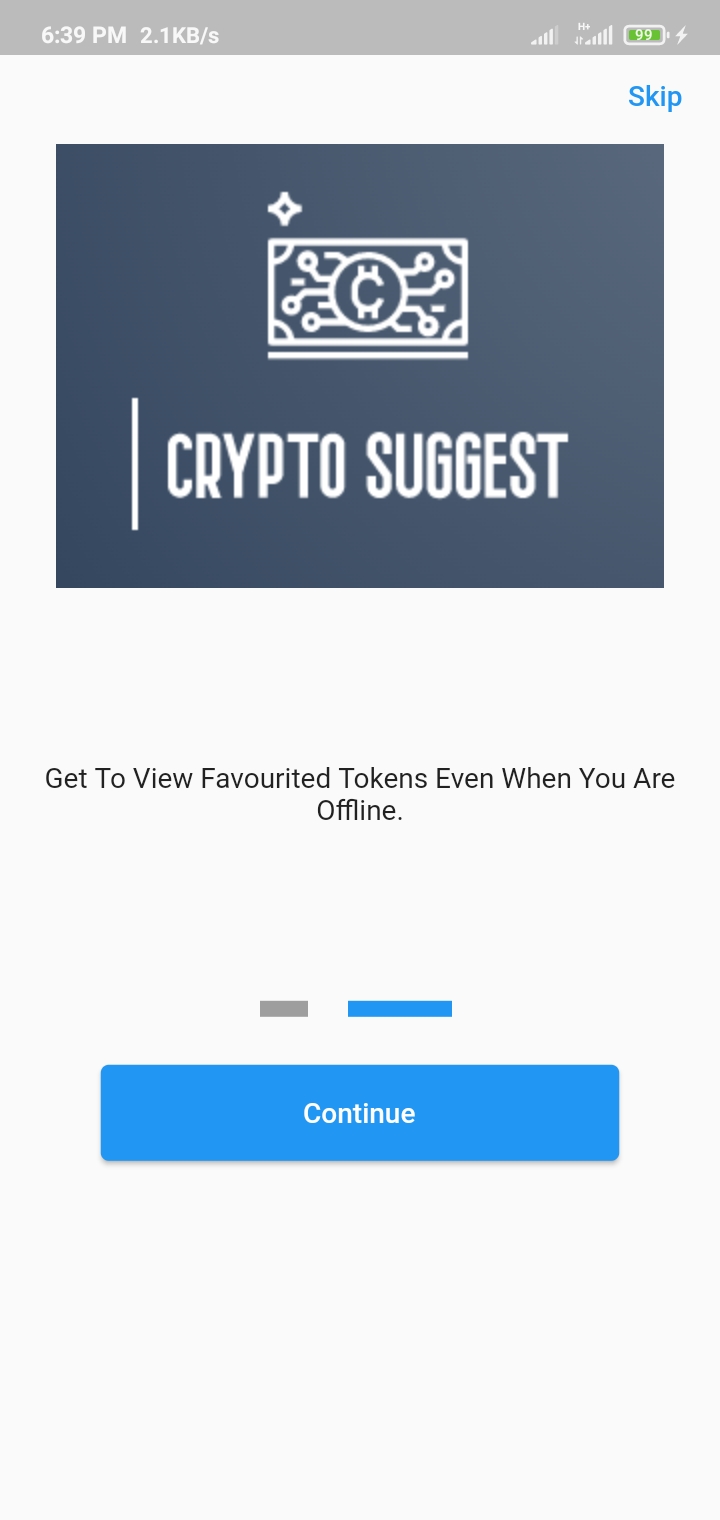 6:39 PM 2.1KB/s H+ 99
Skip
CRYPTO SUGGEST
Get To View Favourited Tokens Even When You Are
Offline.
Continue